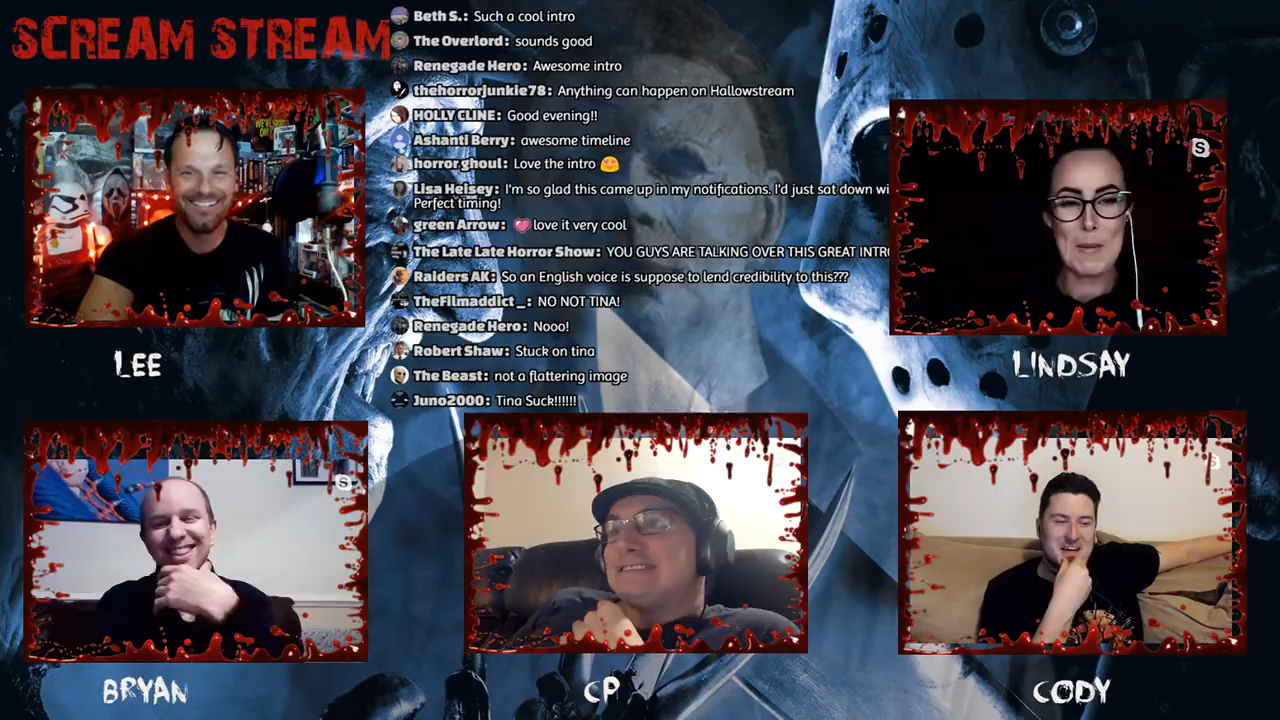 SCREAM STREAM
Beth S.: Such a cool intro
The Overlord: sounds good
Renegade Hero: Awesome intro
thehorrorjunkie78: Anything can happen on Hallowstream
HOLLY CLINE: Good evening!!
Ashanti Berry: awesome timeline
horror ghoul: Love the intro 😍
Lisa Heisey: I'm so glad this came up in my notifications. I'd just sat down wi
Perfect timing!
green Arrow: 💓 love it very cool
The Late Late Horror Show: YOU GUYS ARE TALKING OVER THIS GREAT INTR
Raiders AK: So an English voice is suppose to lend credibility to this???
TheFilmaddict_: NO NOT TINA!
Renegade Hero: Nooo!
Robert Shaw: Stuck on tina
The Beast: not a flattering image
Juno2000: Tina Suck!!!!!!
LEE
LINDSAY
BRYAN
CP
CODY